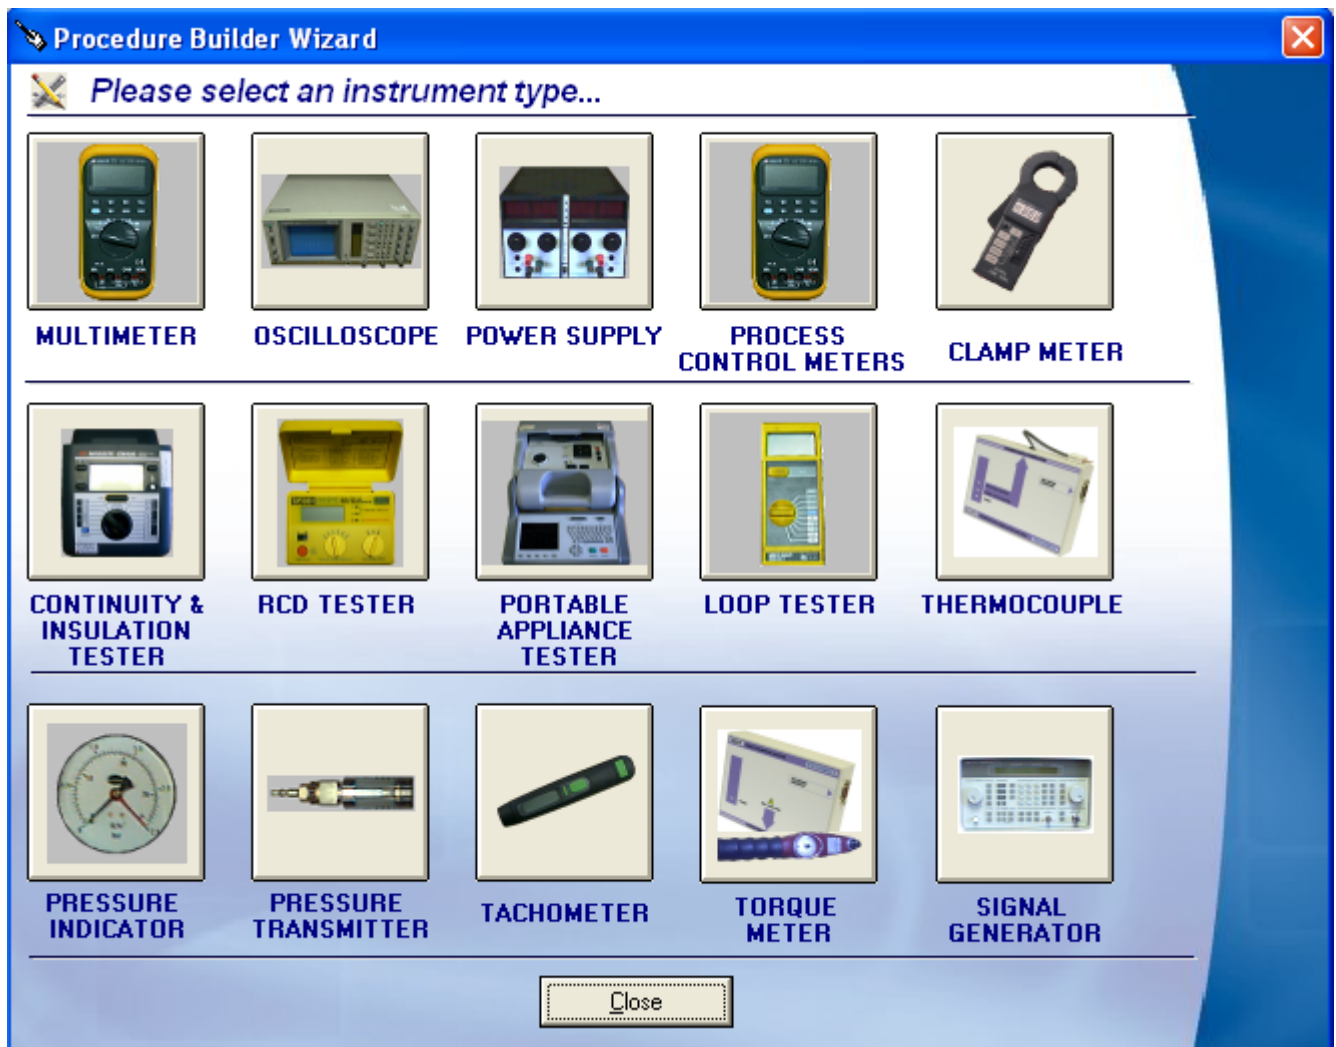 Procedure Builder Wizard
Please select an instrument type...
MULTIMETER
OSCILLOSCOPE
POWER SUPPLY
PROCESS
CONTROL METERS
CLAMP METER
CONTINUITY &
INSULATION
TESTER
RCD TESTER
PORTABLE
APPLIANCE
TESTER
LOOP TESTER
THERMOCOUPLE
PRESSURE
INDICATOR
PRESSURE
TRANSMITTER
TACHOMETER
TORQUE
METER
SIGNAL
GENERATOR
Close